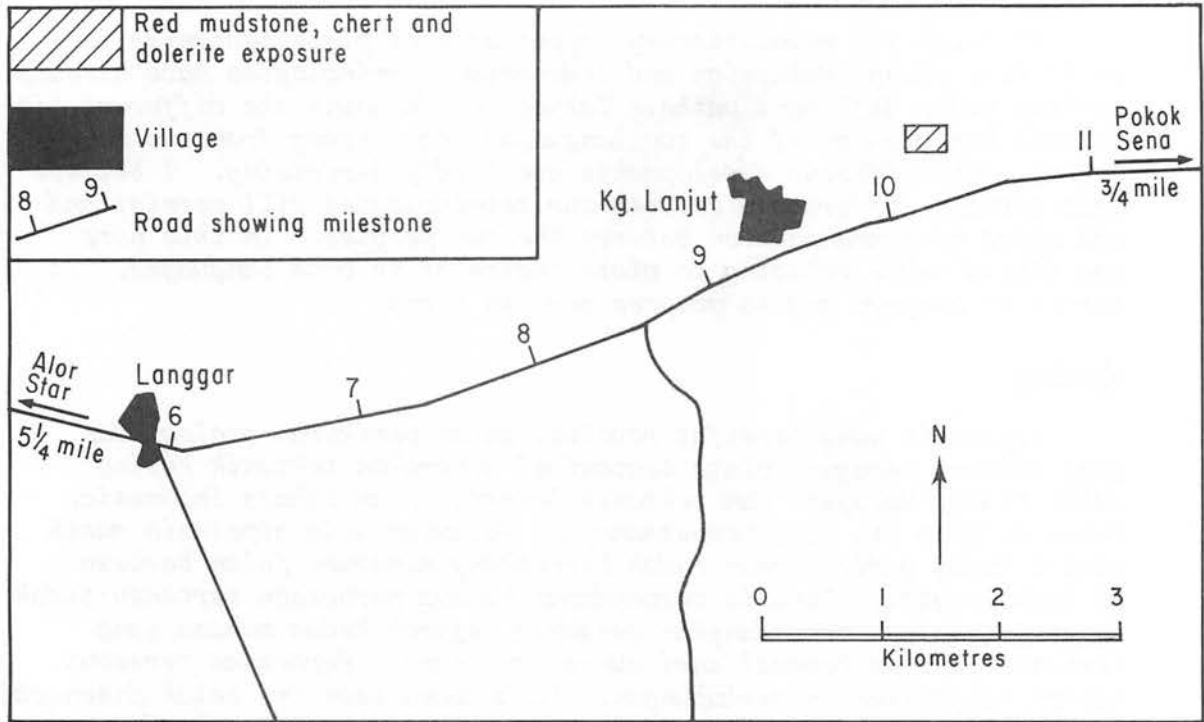 Red mudstone, chert and
dolerite exposure
Village
8 9 Road showing milestone
Pokok
Sena
11
3/4 mile
10
Kg. Lanjut
9
8
Alor
Star
Langgar
7
6
5 1/4 mile
N
0 1 2 3
Kilometres